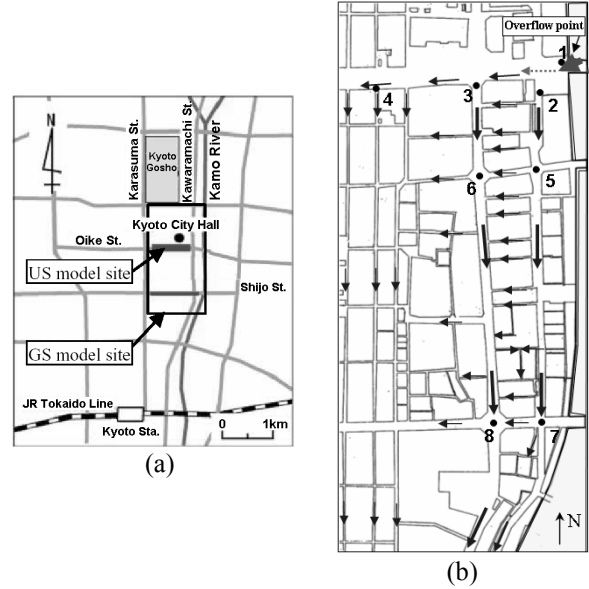 N
Karasuma St.
Kyoto
Gosho
Kawaramachi St.
Kamo River
Kyoto City Hall
Oike St.
US model site
Shijo St.
GS model site
JR Tokaido Line
Kyoto Sta.
0 1km
(a)
Overflow point
1
3
4
2
5
6
8
7
N
(b)